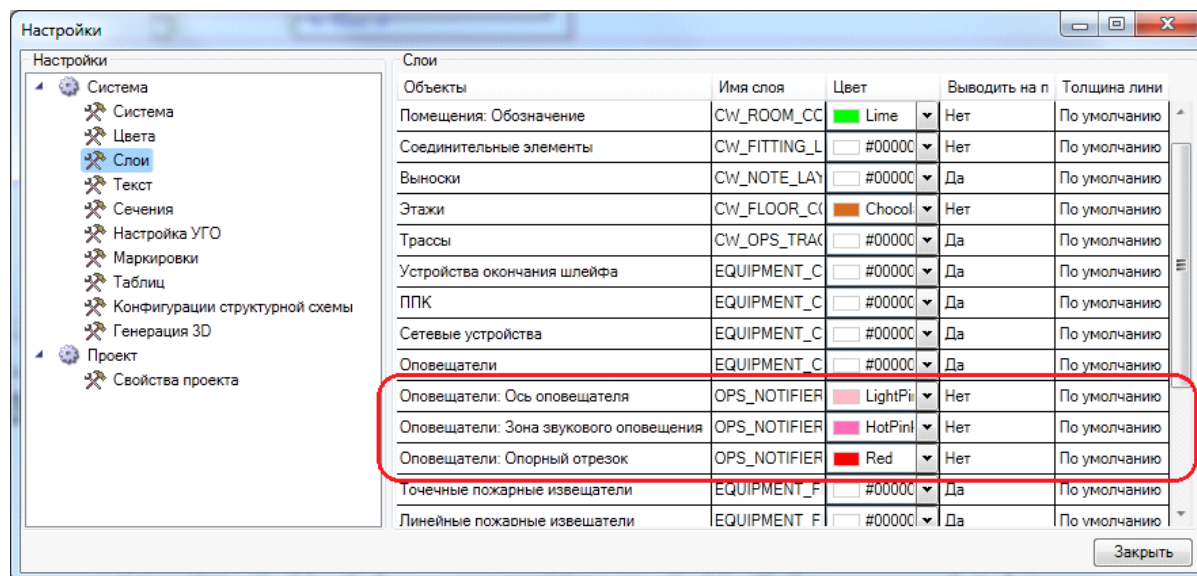 Настройки
Настройки
Система
Система
Цвета
Слои
Текст
Сечения
Настройка УГО
Маркировки
Таблиц
Конфигурации структурной схемы
Генерация 3D
Проект
Свойства проекта
Слои
Объекты Имя слоя Цвет Выводить на п Толщина лини
Помещения: Обозначение CW_ROOM_CC Lime Нет По умолчанию
Соединительные элементы CW_FITTING_L #00000 Нет По умолчанию
Выноски CW_NOTE_LAY #00000 Да По умолчанию
Этажи CW_FLOOR_C( Chocol Нет По умолчанию
Трассы CW_OPS_TRA( #00000 Да По умолчанию
Устройства окончания шлейфа EQUIPMENT_C #00000 Да По умолчанию
ППК EQUIPMENT_C #00000 Да По умолчанию
Сетевые устройства EQUIPMENT_C #00000 Да По умолчанию
Оповещатели EQUIPMENT_C #00000 Да По умолчанию
Оповещатели: Ось оповещателя OPS_NOTIFIER LightPi Нет По умолчанию
Оповещатели: Зона звукового оповещения OPS_NOTIFIER HotPinl Нет По умолчанию
Оповещатели: Опорный отрезок OPS_NOTIFIER Red Нет По умолчанию
Точечные пожарные извещатели EQUIPMENT_F #00000 Да По умолчанию
Линейные пожарные извещатели EQUIPMENT_F #00000 Да По умолчанию
Закрыть